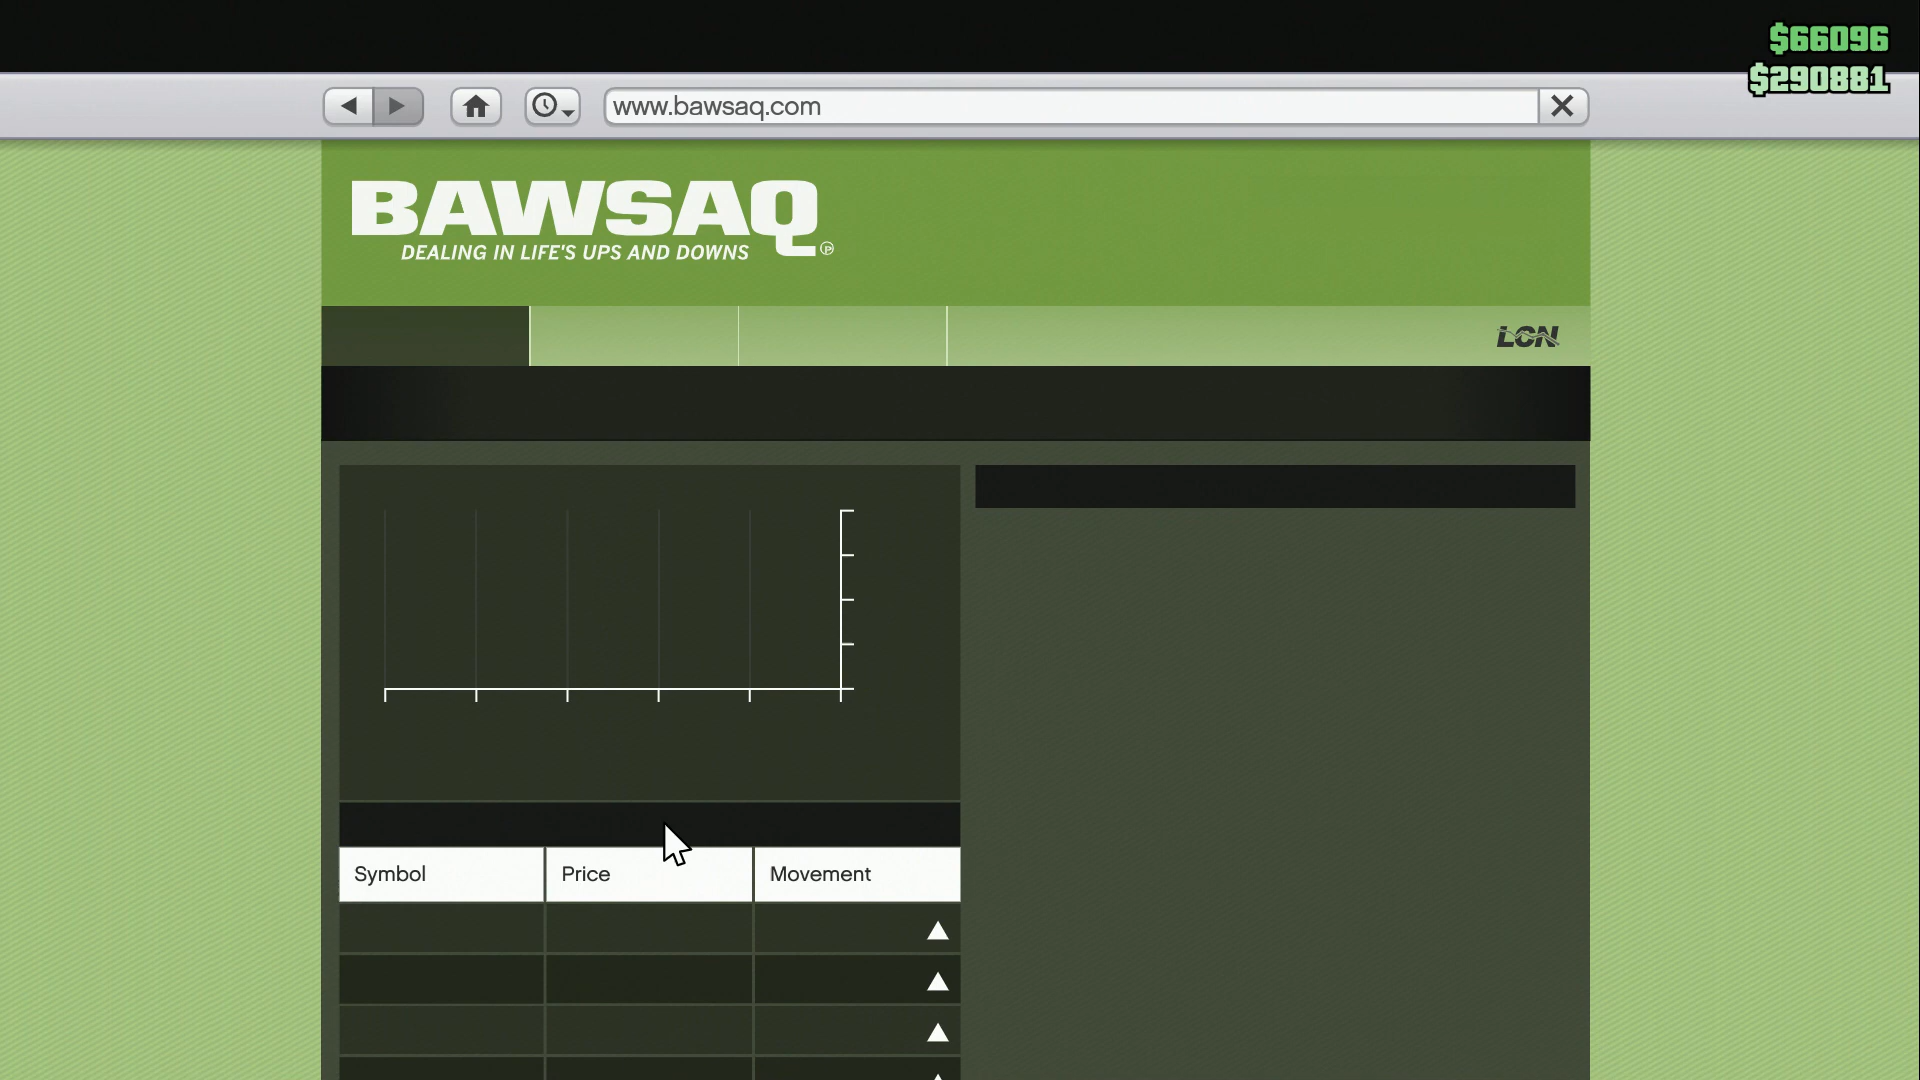 $66096
$290881
www.bawsaq.com
BAWSAQ
DEALING IN LIFE'S UPS AND DOWNS
LCN
Symbol Price Movement